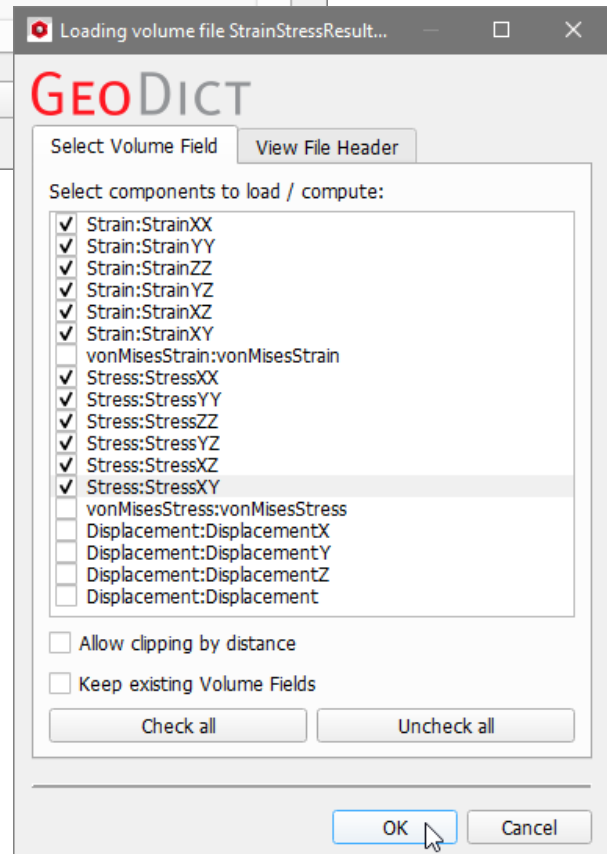 Loading volume file StrainStressResult...
GEODICT
Select Volume Field
View File Header
Select components to load / compute:
Strain:StrainXX
Strain:StrainYY
Strain:StrainZZ
Strain:StrainYZ
Strain:StrainXZ
Strain:StrainXY
vonMisesStrain:vonMisesStrain
Stress:StressXX
Stress:StressYY
Stress:StressZZ
Stress:StressYZ
Stress:StressXZ
Stress:StressXY
vonMisesStress:vonMisesStress
Displacement:DisplacementX
Displacement:DisplacementY
Displacement:DisplacementZ
Displacement:Displacement
Allow clipping by distance
Keep existing Volume Fields
Check all
Uncheck all
OK
Cancel